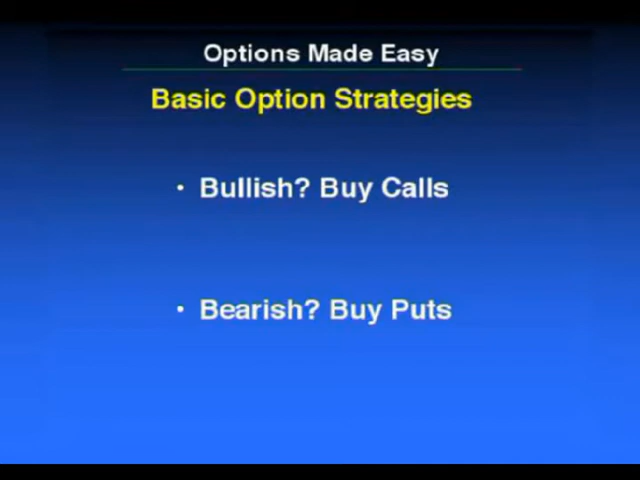 Options Made Easy
Basic Option Strategies
• Bullish? Buy Calls
• Bearish? Buy Puts